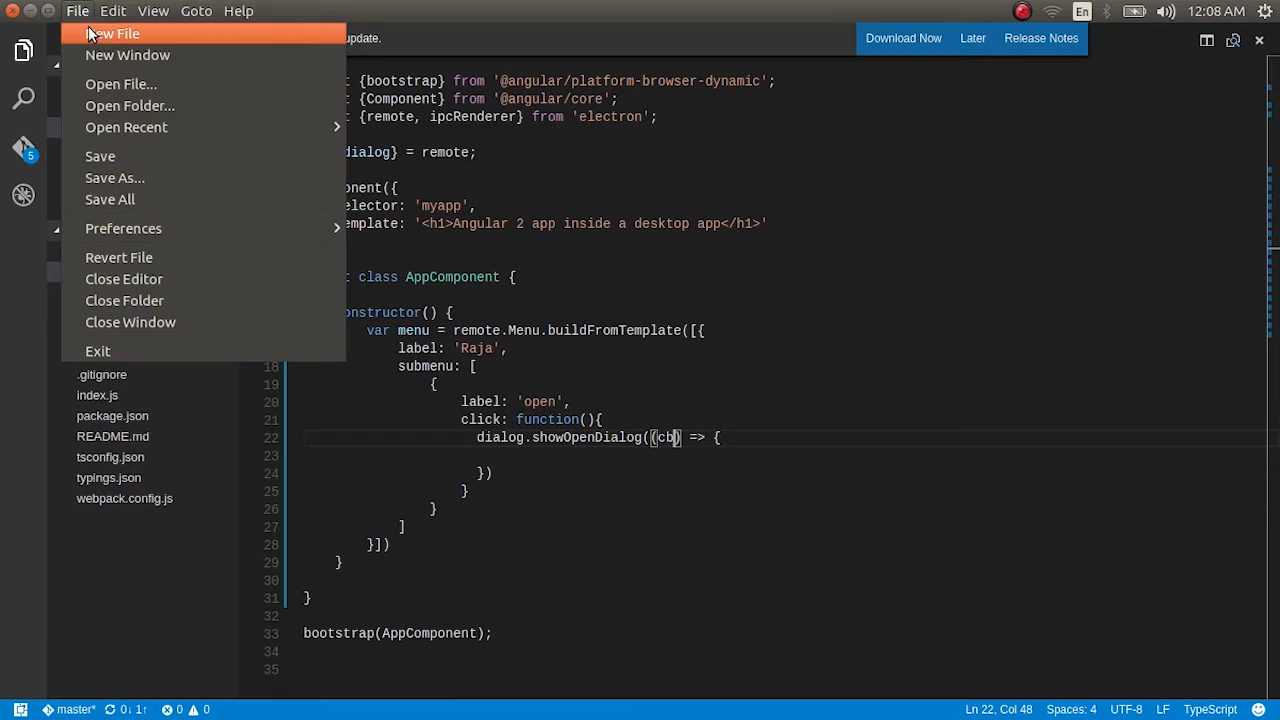 File Edit View Goto Help
En
12:08 AM
New File
New Window
Open File...
Open Folder...
Open Recent
Save
Save As...
Save All
Preferences
Revert File
Close Editor
Close Folder
Close Window
Exit
update.
Download Now Later Release Notes
5
.gitignore
index.js
package.json
README.md
tsconfig.json
typings.json
webpack.config.js
{bootstrap} from '@angular/platform-browser-dynamic';
{Component} from '@angular/core';
{remote, ipcRenderer} from 'electron';
dialog} = remote;
onent({
elector: 'myapp',
emplate: '<h1>Angular 2 app inside a desktop app</h1>'
class AppComponent {
onstructor() {
var menu = remote.Menu.buildFromTemplate([{
label: 'Raja',
18 submenu: [
19 {
20 label: 'open',
21 click: function(){
22 dialog.showOpenDialog((cb) => {
23
24 })
25 }
26 }
27 ]
28 }])
29 }
30
31 }
32
33 bootstrap(AppComponent);
34
35
master* 0↓ 1↑ 0 0
Ln 22, Col 48 Spaces: 4 UTF-8 LF TypeScript